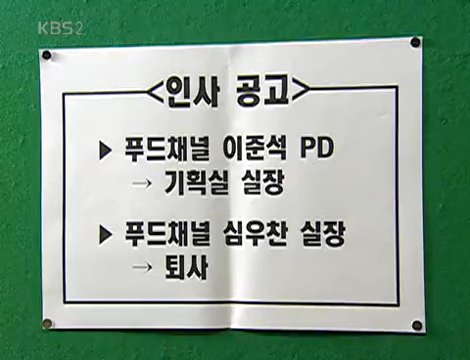 KBS2
<인사 공고>
▶ 푸드채널 이준석 PD
→ 기획실 실장
▶ 푸드채널 심우찬 실장
→ 퇴사